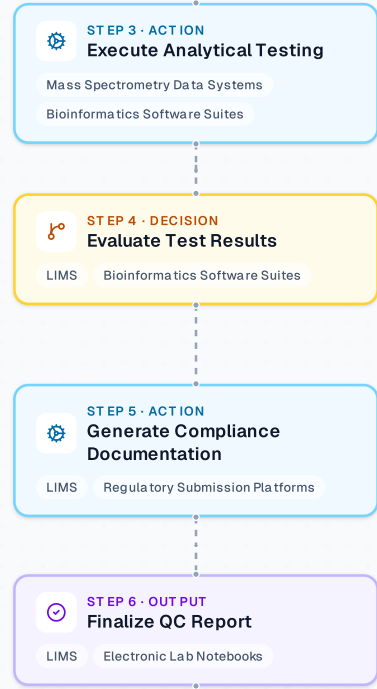 STEP 3 · ACTION
Execute Analytical Testing
Mass Spectrometry Data Systems
Bioinformatics Software Suites
STEP 4 · DECISION
Evaluate Test Results
LIMS Bioinformatics Software Suites
STEP 5 · ACTION
Generate Compliance
Documentation
LIMS Regulatory Submission Platforms
STEP 6 · OUTPUT
Finalize QC Report
LIMS Electronic Lab Notebooks